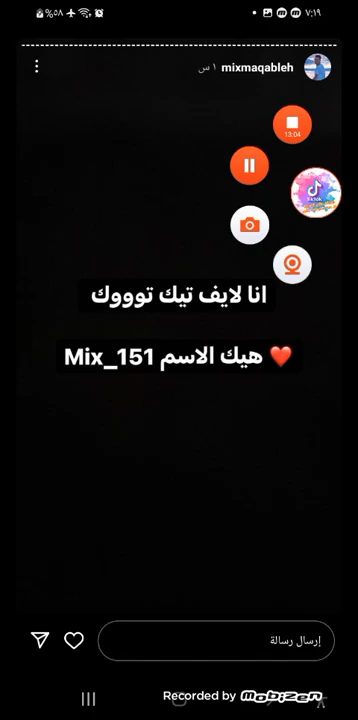 ٧:١٩ ٥٨%
mixmaqableh ١ س
13:04
TikTok
انا لايف تيك توووك
هيك الاسم Mix_151 ❤️
إرسال رسالة
Recorded by mobizen